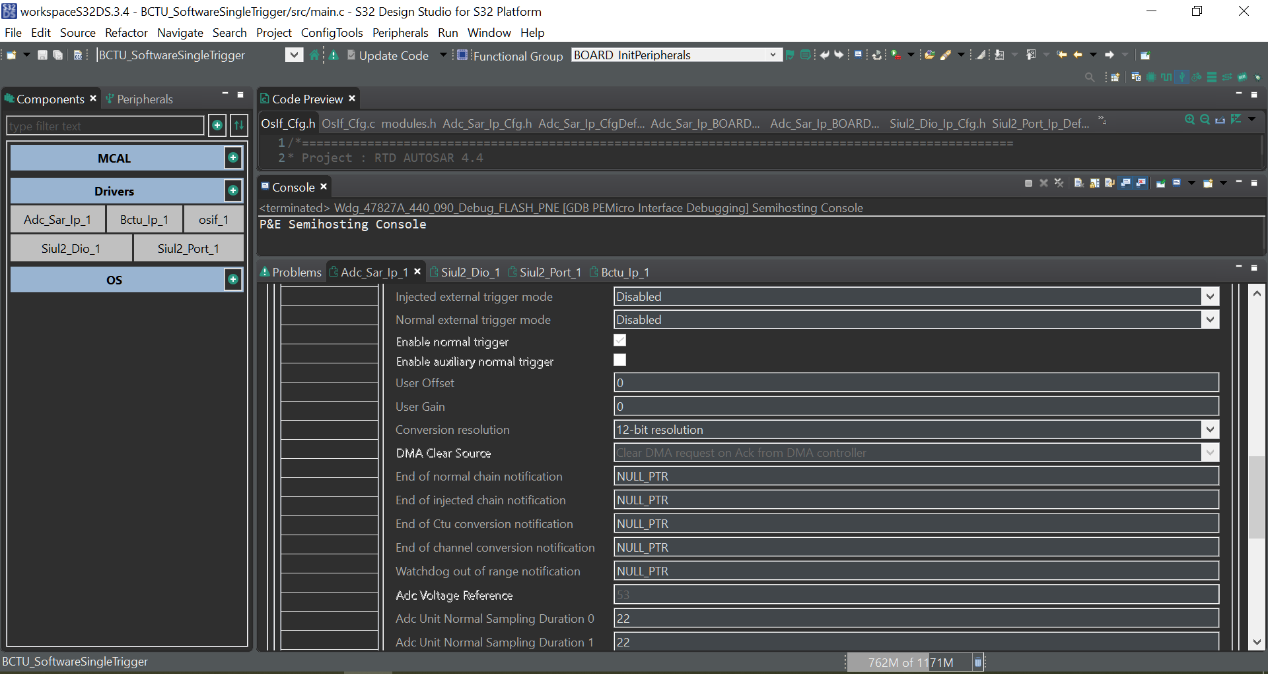 workspaceS32DS.3.4 - BCTU_SoftwareSingleTrigger/src/main.c - S32 Design Studio for S32 Platform
File Edit Source Refactor Navigate Search Project ConfigTools Peripherals Run Window Help
BCTU_SoftwareSingleTrigger Update Code Functional Group BOARD_InitPeripherals
Components Peripherals
type filter text
MCAL
Drivers
Adc_Sar_Ip_1 Bctu_Ip_1 osif_1
Siul2_Dio_1 Siul2_Port_1
OS
Code Preview
OsIf_Cfg.h OsIf_Cfg.c modules.h Adc_Sar_Ip_Cfg.h Adc_Sar_Ip_CfgDef... Adc_Sar_Ip_BOARD... Adc_Sar_Ip_BOARD... Siul2_Dio_Ip_Cfg.h Siul2_Port_Ip_Def... »2
1 /*==================================================================================================
2 * Project : RTD AUTOSAR 4.4
Console
<terminated> Wdg_47827A_440_090_Debug_FLASH_PNE [GDB PEMicro Interface Debugging] Semihosting Console
P&E Semihosting Console
Problems Adc_Sar_Ip_1 Siul2_Dio_1 Siul2_Port_1 Bctu_Ip_1
Injected external trigger mode Disabled
Normal external trigger mode Disabled
Enable normal trigger
Enable auxiliary normal trigger
User Offset 0
User Gain 0
Conversion resolution 12-bit resolution
DMA Clear Source Clear DMA request on Ack from DMA controller
End of normal chain notification NULL_PTR
End of injected chain notification NULL_PTR
End of Ctu conversion notification NULL_PTR
End of channel conversion notification NULL_PTR
Watchdog out of range notification NULL_PTR
Adc Voltage Reference 53
Adc Unit Normal Sampling Duration 0 22
Adc Unit Normal Sampling Duration 1 22
BCTU_SoftwareSingleTrigger 762M of 1171M